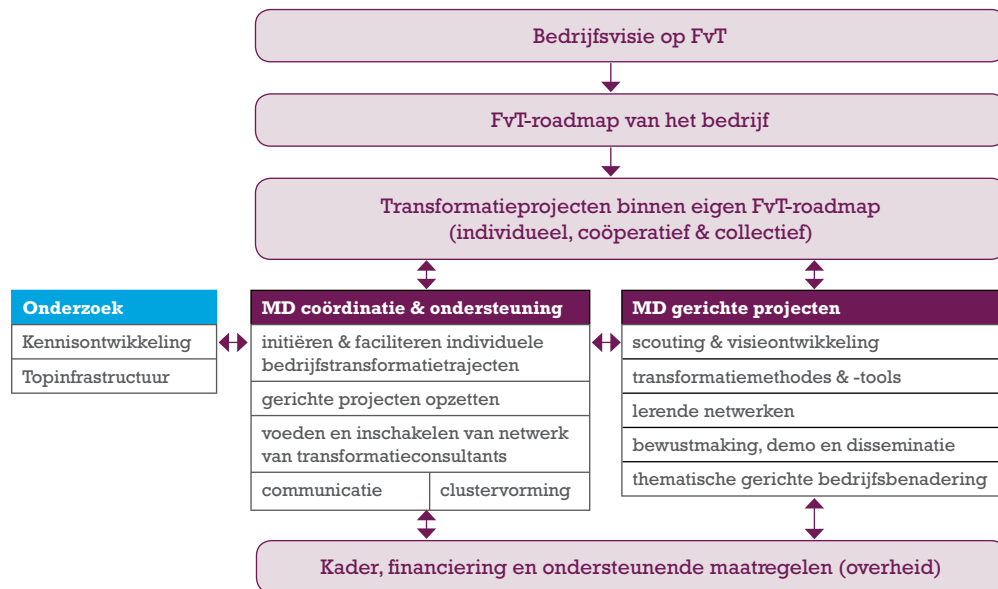 Bedrijfsvisie op FvT
FvT-roadmap van het bedrijf
Transformatieprojecten binnen eigen FvT-roadmap
(individueel, coöperatief & collectief)
Onderzoek
Kennisontwikkeling
Topinfrastructuur
MD coördinatie & ondersteuning
initiëren & faciliteren individuele
bedrijfstransformatietrajecten
gerichte projecten opzetten
voeden en inschakelen van netwerk
van transformatieconsultants
communicatie
clustervorming
MD gerichte projecten
scouting & visieontwikkeling
transformatiemethodes & -tools
lerende netwerken
bewustmaking, demo en disseminatie
thematische gerichte bedrijfsbenadering
Kader, financiering en ondersteunende maatregelen (overheid)